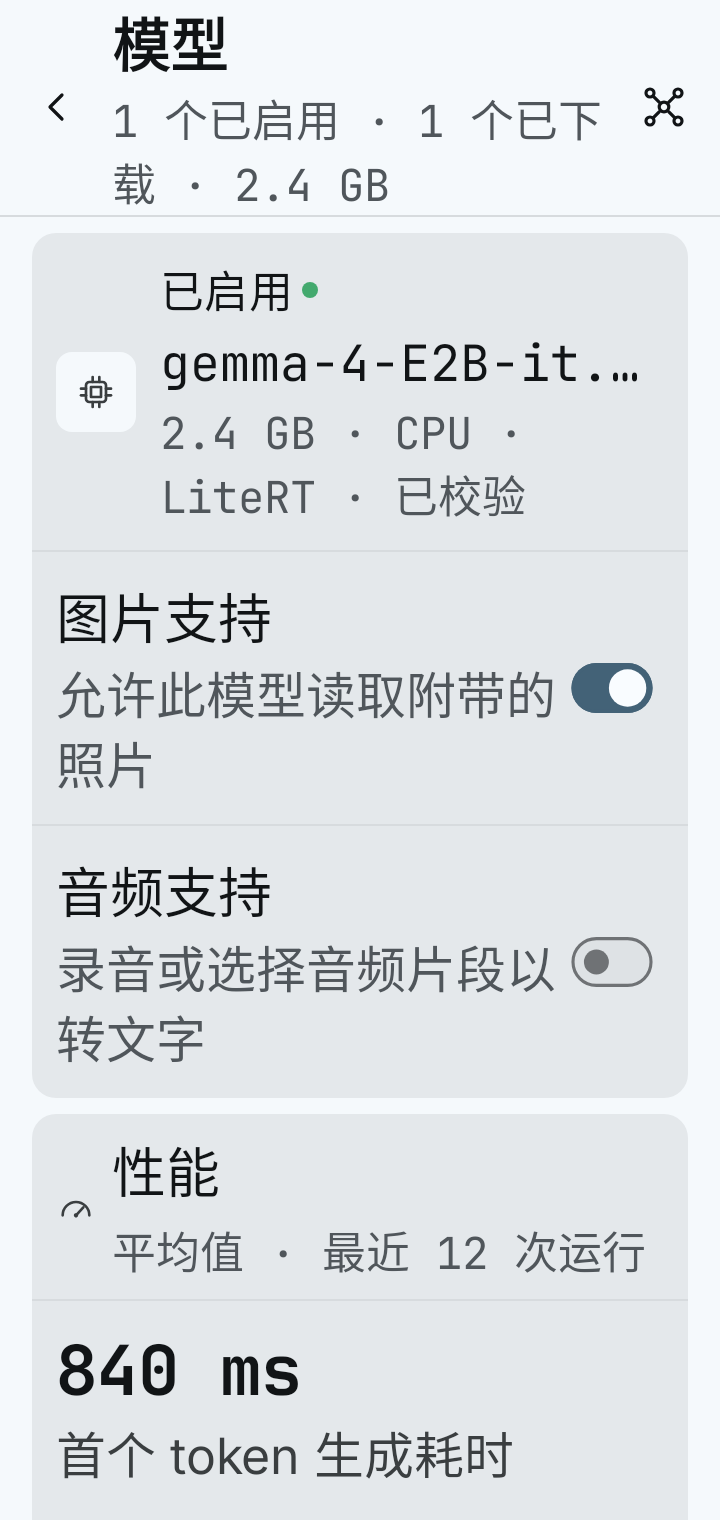 模型
1 个已启用 · 1 个已下
载 · 2.4 GB
已启用
gemma-4-E2B-it.…
2.4 GB · CPU ·
LiteRT · 已校验
图片支持
允许此模型读取附带的
照片
音频支持
录音或选择音频片段以
转文字
性能
平均值 · 最近 12 次运行
840 ms
首个 token 生成耗时